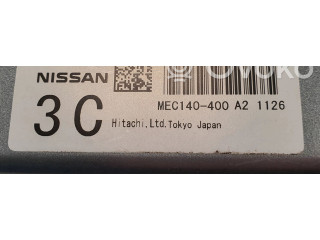 NISSAN
MEC140-400 A2 1126
3C
Hitachi,Ltd.Tokyo Japan